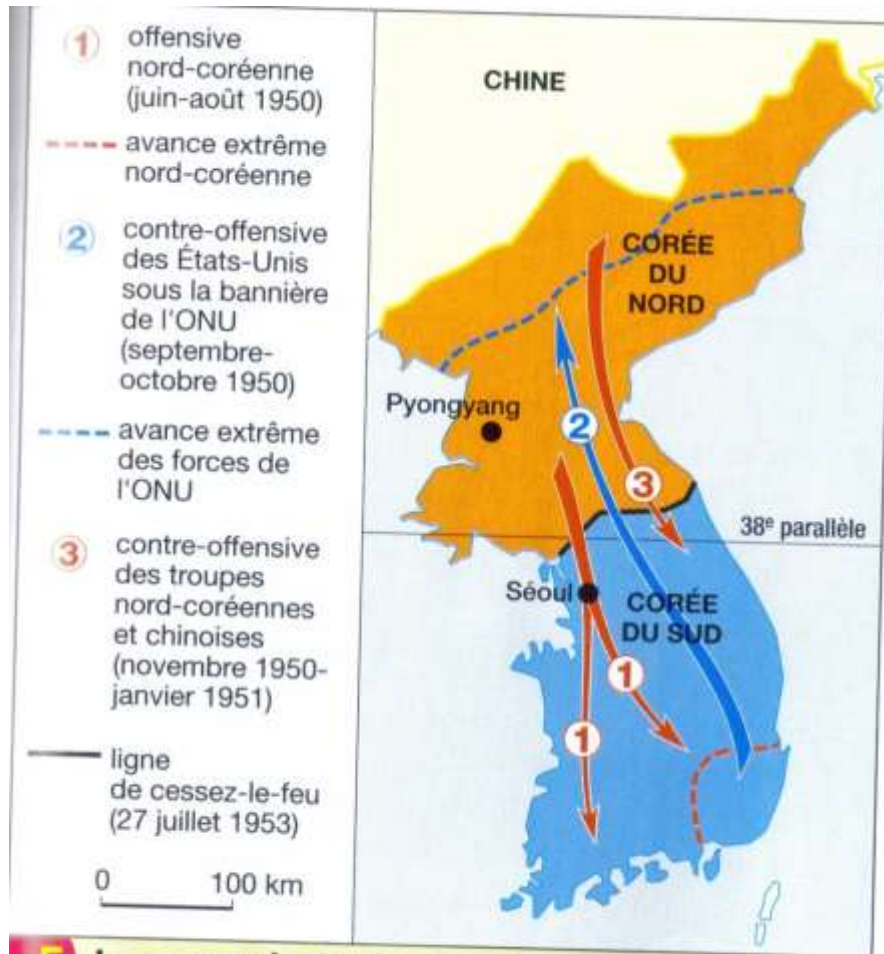 1
offensive
nord-coréenne
(juin-août 1950)
avance extrême
nord-coréenne
2
contre-offensive
des États-Unis
sous la bannière
de l'ONU
(septembre-
octobre 1950)
avance extrême
des forces de
l'ONU
3
contre-offensive
des troupes
nord-coréennes
et chinoises
(novembre 1950-
janvier 1951)
ligne
de cessez-le-feu
(27 juillet 1953)
0 100 km
CHINE
CORÉE
DU
NORD
Pyongyang
2
3
38e parallèle
Séoul
CORÉE
DU SUD
1
1